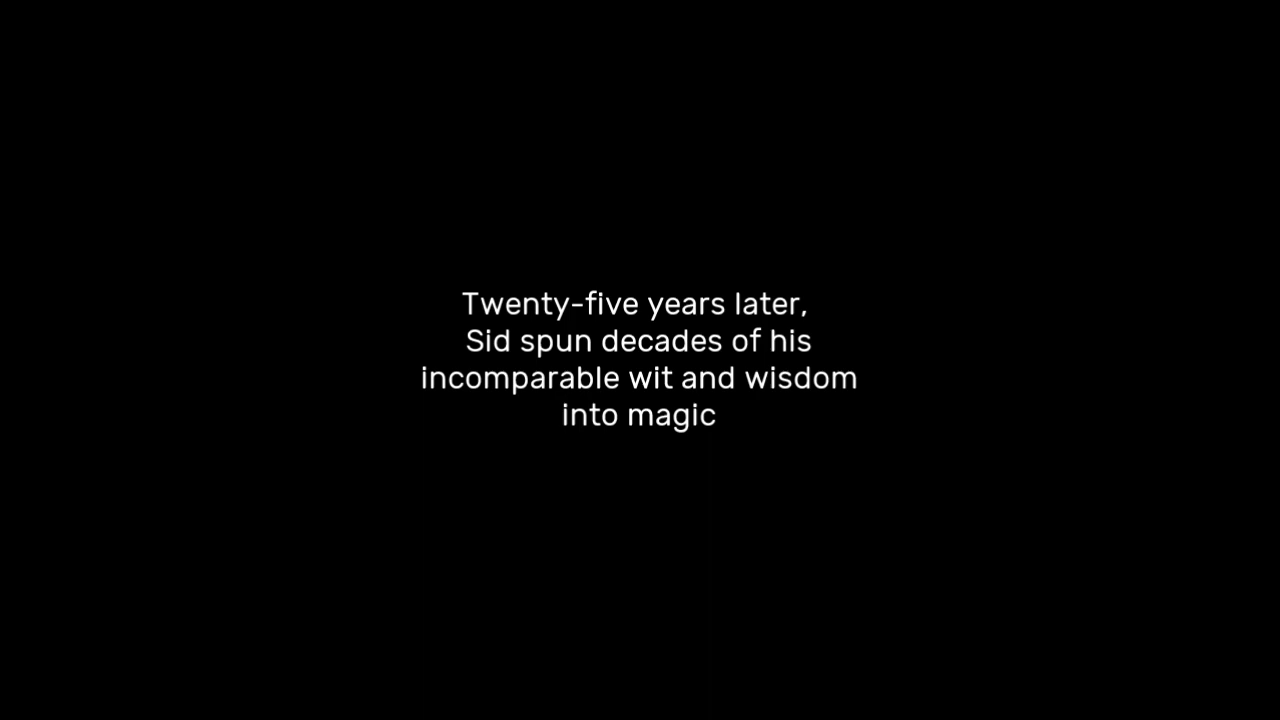 Twenty-five years later,
Sid spun decades of his
incomparable wit and wisdom
into magic